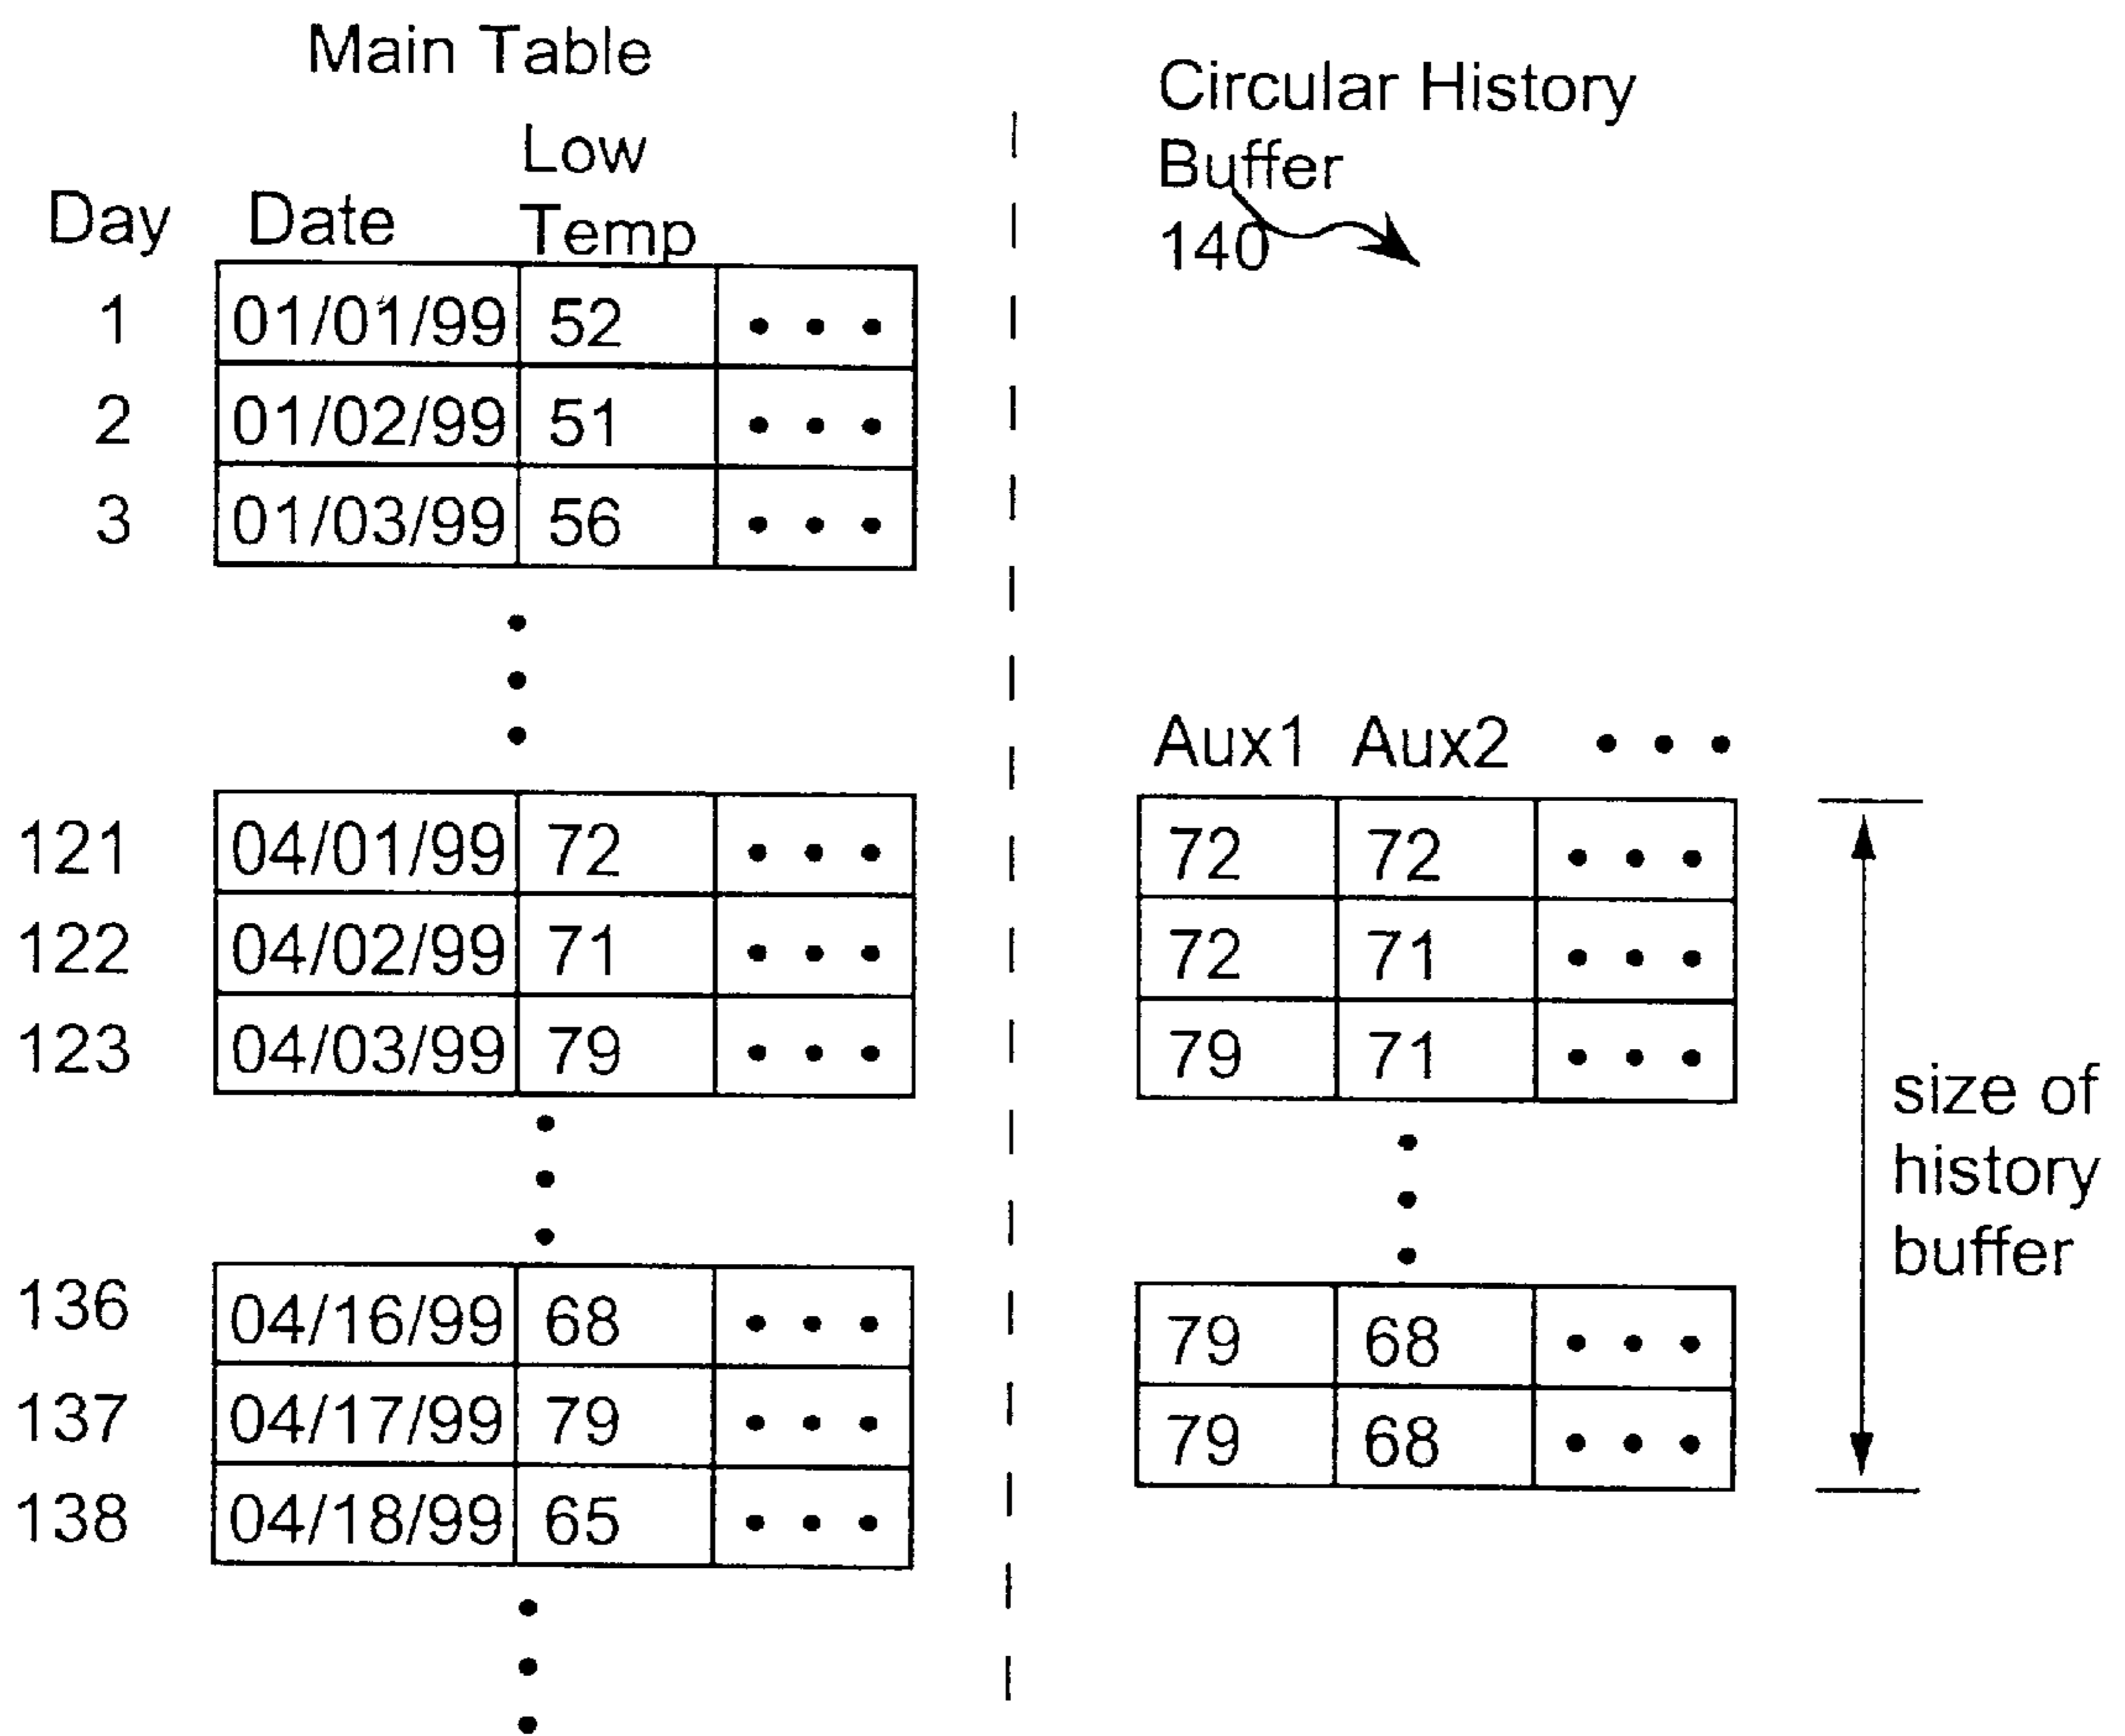 Main Table
Low
Day Date Temp
1 01/01/99 52 • • •
2 01/02/99 51 • • •
3 01/03/99 56 • • •
121 04/01/99 72 • • •
122 04/02/99 71 • • •
123 04/03/99 79 • • •
136 04/16/99 68 • • •
137 04/17/99 79 • • •
138 04/18/99 65 • • •
Circular History
Buffer
140
Aux1 Aux2 • • •
72 72 • • •
72 71 • • •
79 71 • • •
79 68 • • •
79 68 • • •
size of
history
buffer